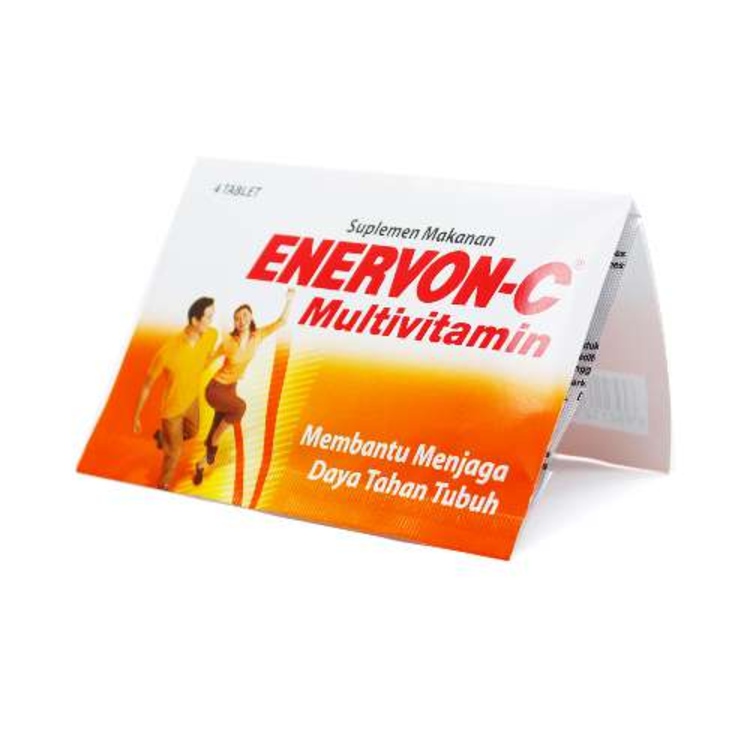 4 TABLET
Suplemen Makanan
ENERVON-C®
Multivitamin
Membantu Menjaga
Daya Tahan Tubuh